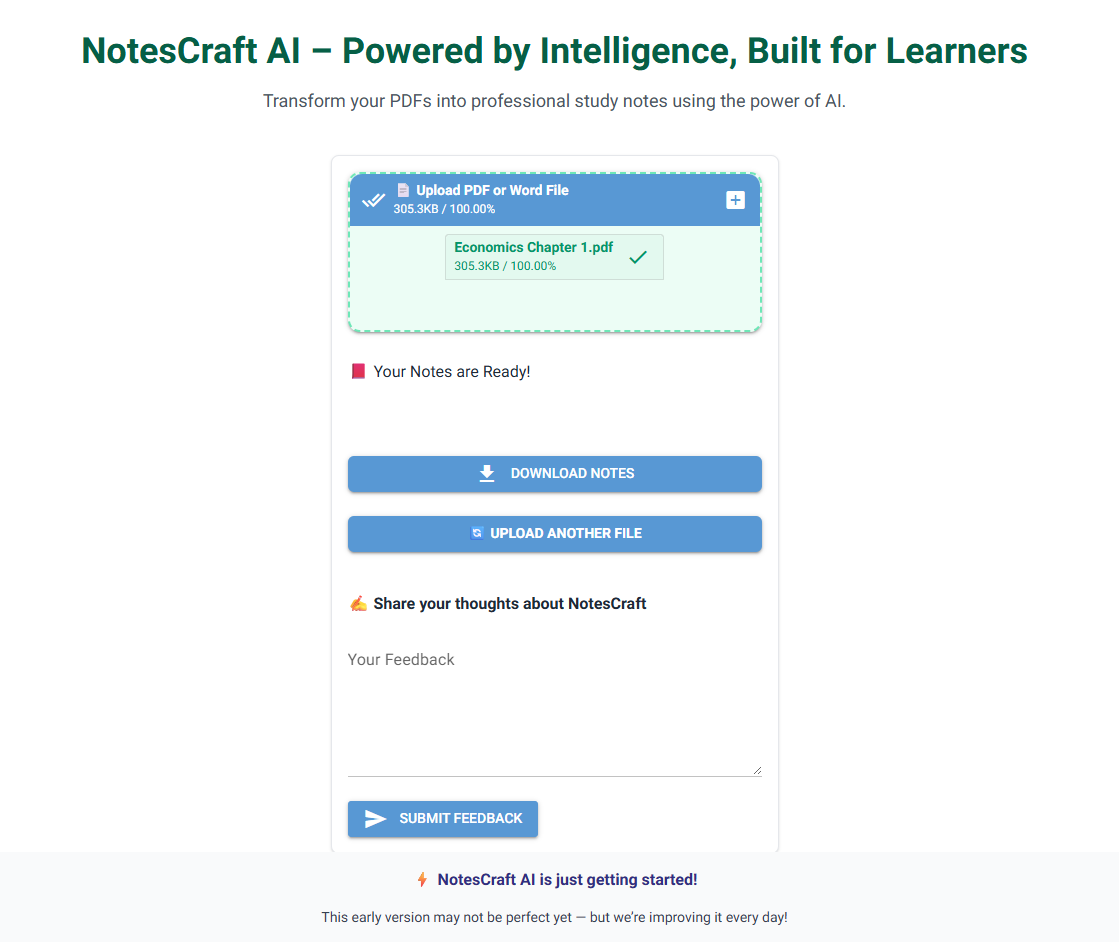 NotesCraft AI – Powered by Intelligence, Built for Learners
Transform your PDFs into professional study notes using the power of AI.
📄 Upload PDF or Word File
305.3KB / 100.00%
Economics Chapter 1.pdf
305.3KB / 100.00%
📕 Your Notes are Ready!
DOWNLOAD NOTES
🔄 UPLOAD ANOTHER FILE
✍️ Share your thoughts about NotesCraft
Your Feedback
SUBMIT FEEDBACK
⚡ NotesCraft AI is just getting started!
This early version may not be perfect yet — but we’re improving it every day!